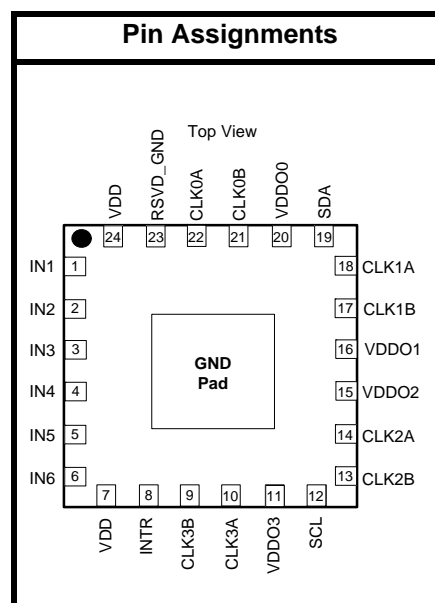 Pin Assignments
Top View
VDD
RSVD_GND
CLK0A
CLK0B
VDDO0
SDA
24
23
22
21
20
19
IN1
1
IN2
2
IN3
3
IN4
4
IN5
5
IN6
6
18
CLK1A
17
CLK1B
16
VDDO1
15
VDDO2
14
CLK2A
13
CLK2B
GND
Pad
7
8
9
10
11
12
VDD
INTR
CLK3B
CLK3A
VDDO3
SCL